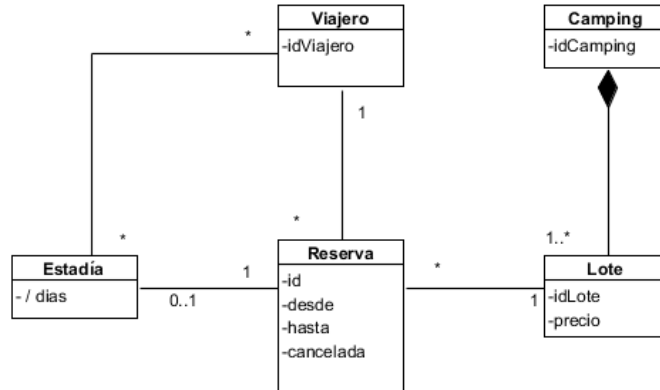 Viajero
-idViajero
Camping
-idCamping
*
1
*
*
1..*
Estadía
- / dias
0..1
1
Reserva
-id
-desde
-hasta
-cancelada
*
1
Lote
-idLote
-precio